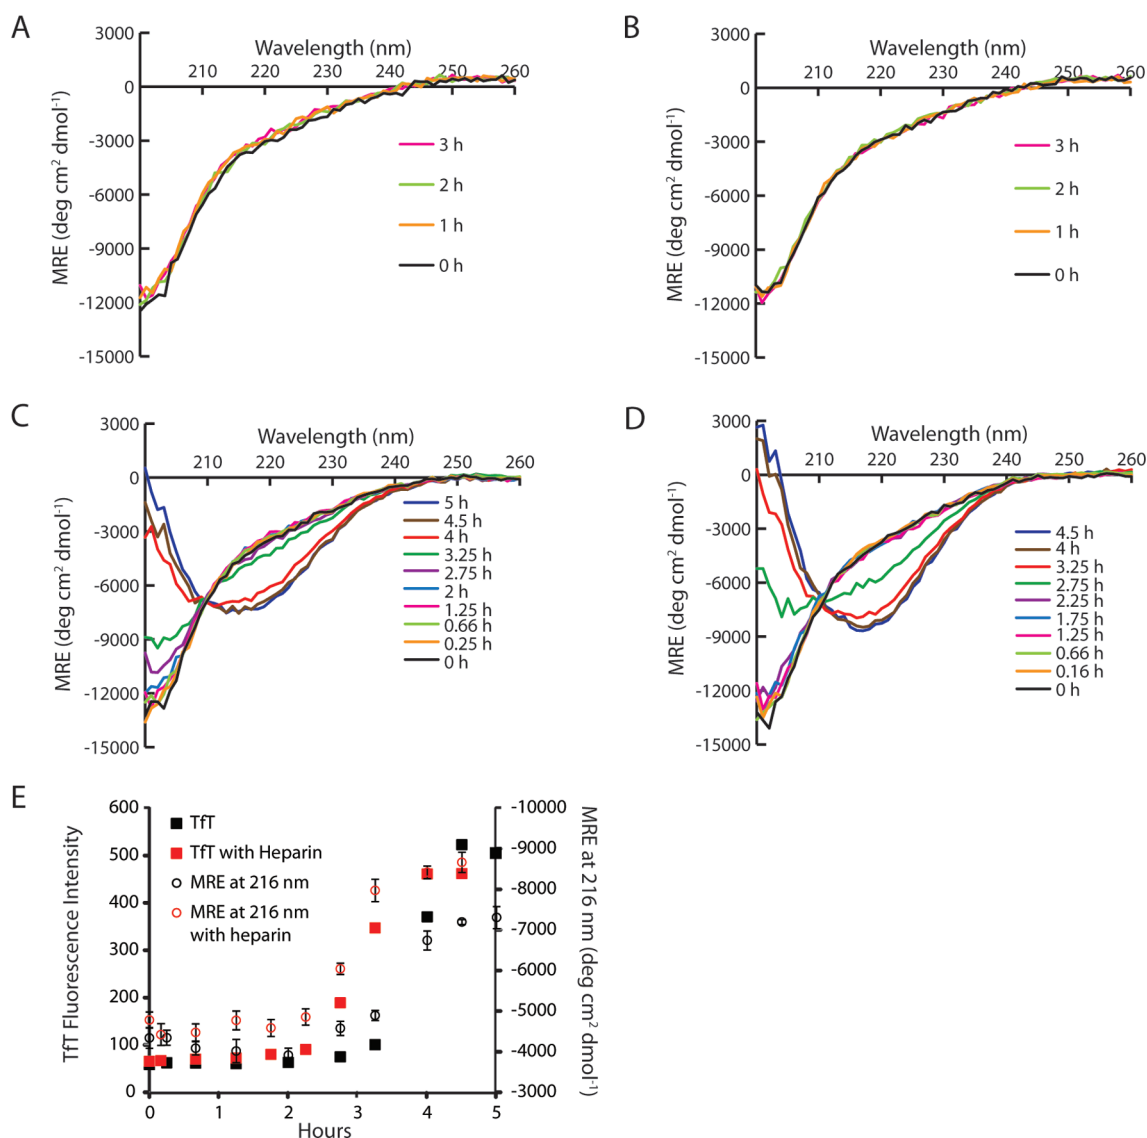 A
3000
0
-3000
-6000
-9000
-12000
-15000
MRE (deg cm² dmol⁻¹)
Wavelength (nm)
210 220 230 240 250 260
3 h
2 h
1 h
0 h
B
3000
0
-3000
-6000
-9000
-12000
-15000
MRE (deg cm² dmol⁻¹)
Wavelength (nm)
210 220 230 240 250 260
3 h
2 h
1 h
0 h
C
3000
0
-3000
-6000
-9000
-12000
-15000
MRE (deg cm² dmol⁻¹)
Wavelength (nm)
210 220 230 240 250 260
5 h
4.5 h
4 h
3.25 h
2.75 h
2 h
1.25 h
0.66 h
0.25 h
0 h
D
3000
0
-3000
-6000
-9000
-12000
-15000
MRE (deg cm² dmol⁻¹)
Wavelength (nm)
210 220 230 240 250 260
4.5 h
4 h
3.25 h
2.75 h
2.25 h
1.75 h
1.25 h
0.66 h
0.16 h
0 h
E
600
500
400
300
200
100
0
TfT Fluorescence Intensity
TfT
TfT with Heparin
MRE at 216 nm
MRE at 216 nm
with heparin
-10000
-9000
-8000
-7000
-6000
-5000
-4000
-3000
MRE at 216 nm (deg cm² dmol⁻¹)
0 1 2 3 4 5
Hours